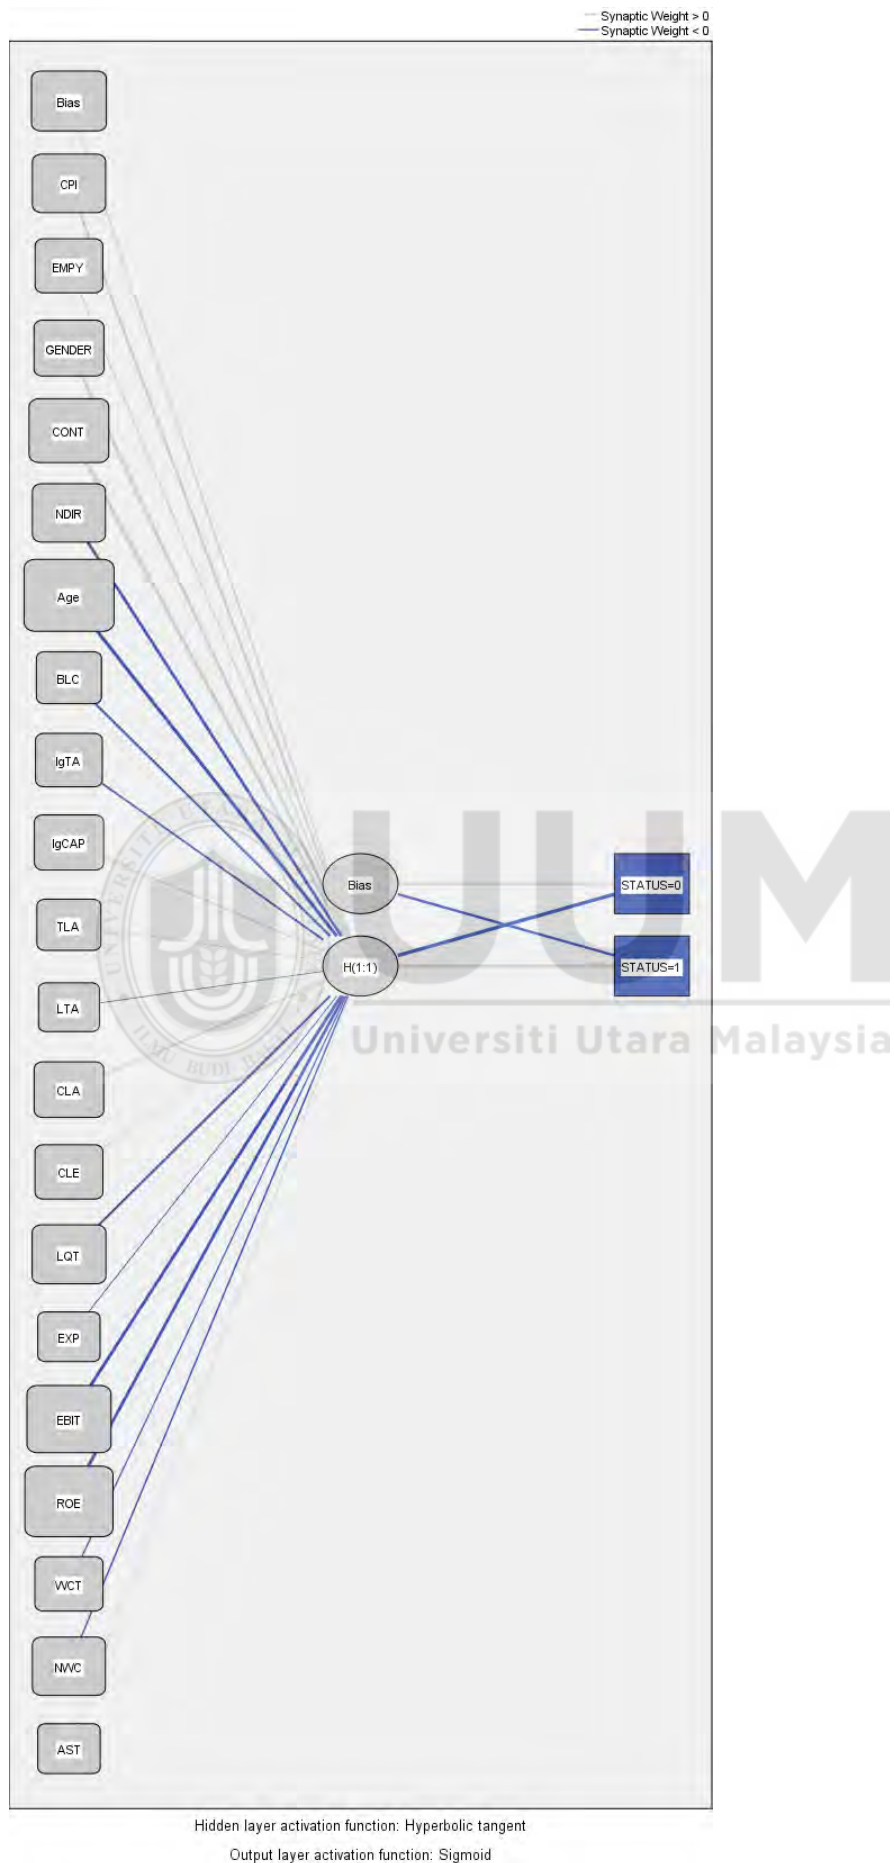 Synaptic Weight > 0
Synaptic Weight < 0
Bias
CPI
EMPY
GENDER
CONT
NDIR
Age
BLC
lgTA
lgCAP
TLA
LTA
CLA
CLE
LQT
EXP
EBIT
ROE
WCT
NWC
AST
Bias
H(1:1)
STATUS=0
STATUS=1
UUM
Universiti Utara Malaysia
Hidden layer activation function: Hyperbolic tangent
Output layer activation function: Sigmoid